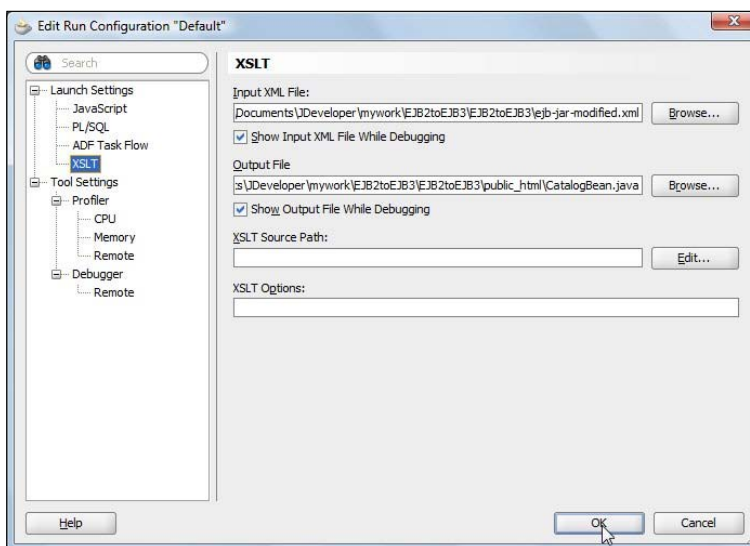 Edit Run Configuration "Default"
Search
Launch Settings
JavaScript
PL/SQL
ADF Task Flow
XSLT
Tool Settings
Profiler
CPU
Memory
Remote
Debugger
Remote
XSLT
Input XML File:
Documents\JDeveloper\mywork\EJB2toEJB3\EJB2toEJB3\ejb-jar-modified.xml
Browse...
Show Input XML File While Debugging
Output File
:s\JDeveloper\mywork\EJB2toEJB3\EJB2toEJB3\public_html\CatalogBean.java
Browse...
Show Output File While Debugging
XSLT Source Path:
Edit...
XSLT Options:
Help
OK
Cancel